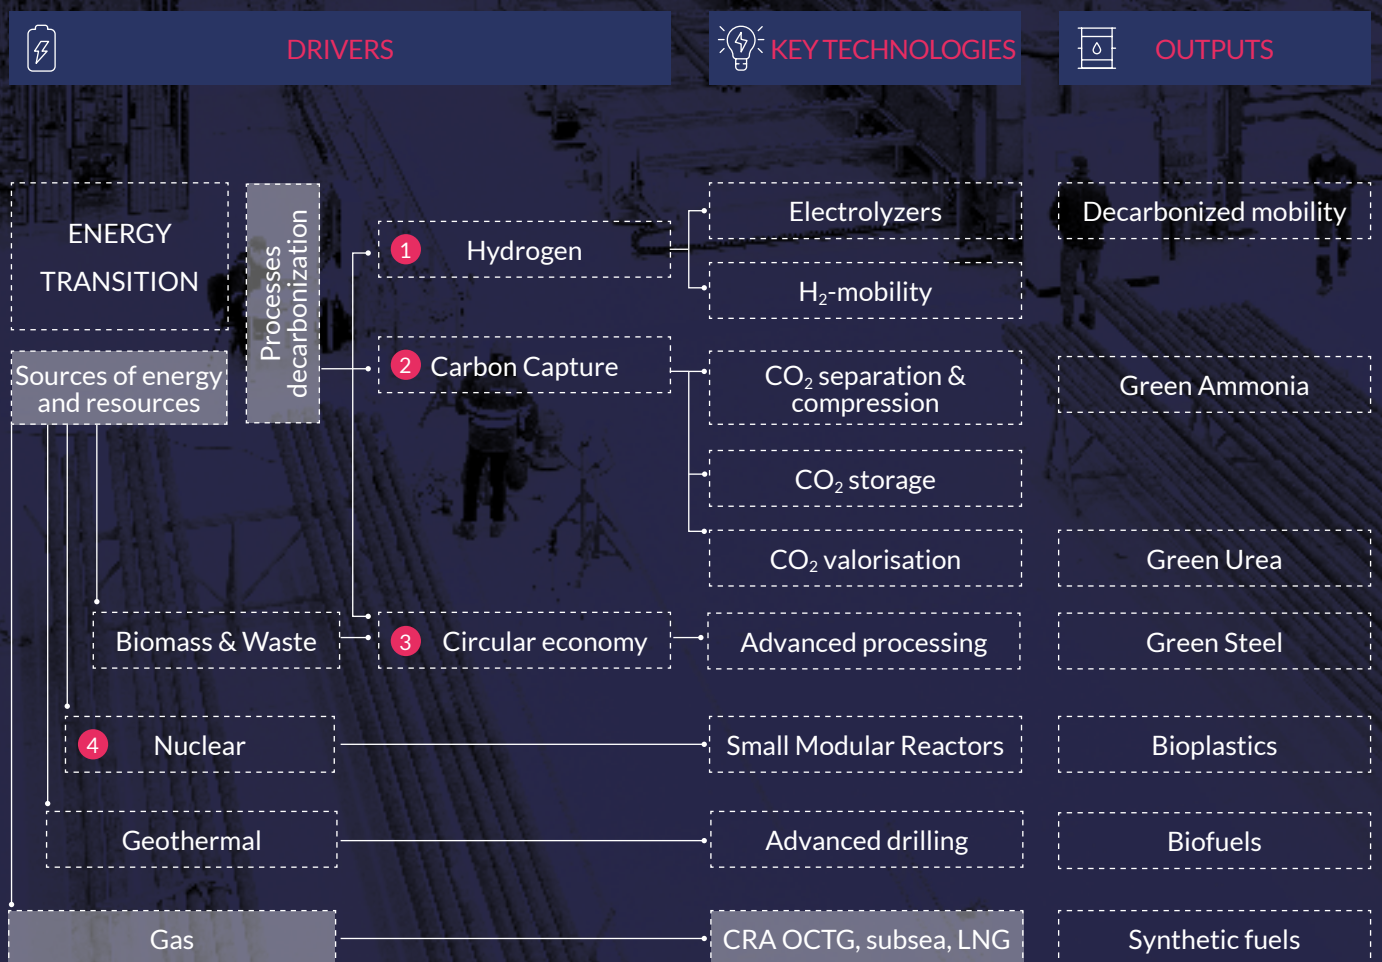 DRIVERS
KEY TECHNOLOGIES
OUTPUTS
ENERGY
TRANSITION
Sources of energy
and resources
Processes
decarbonization
1 Hydrogen
2 Carbon Capture
Biomass & Waste
3 Circular economy
4 Nuclear
Geothermal
Gas
Electrolyzers
H₂-mobility
CO₂ separation &
compression
CO₂ storage
CO₂ valorisation
Advanced processing
Small Modular Reactors
Advanced drilling
CRA OCTG, subsea, LNG
Decarbonized mobility
Green Ammonia
Green Urea
Green Steel
Bioplastics
Biofuels
Synthetic fuels